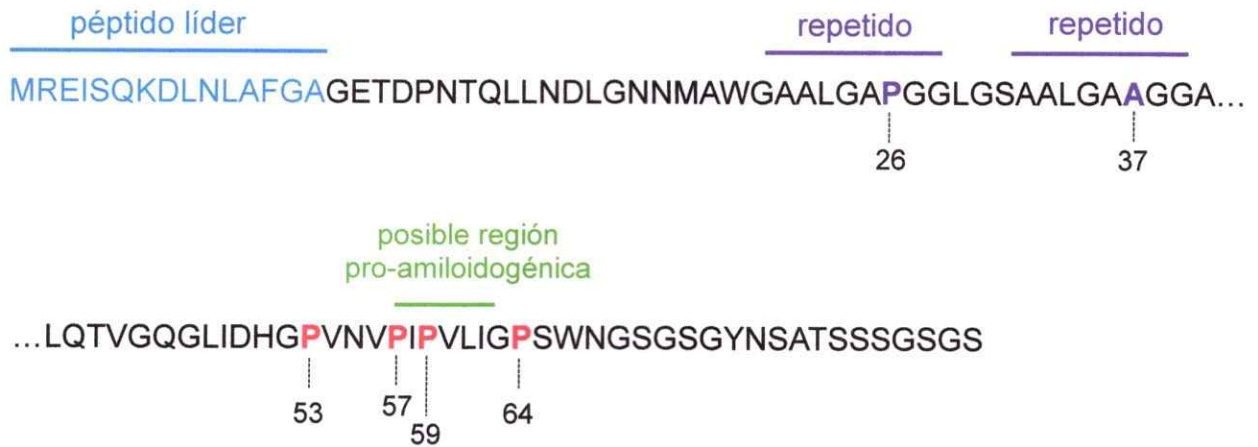 péptido líder repetido repetido
MREISQKDLNLAFGAGETDPNTQLLNDLGNNMAWGAALGAPGGLGSAALGAAGGA...
26 37
posible región
pro-amiloidogénica
...LQTVGQGLIDHGPVNVPIPVLIGPSWNGSGSGYNSATSSSGSGS
53 57 59 64